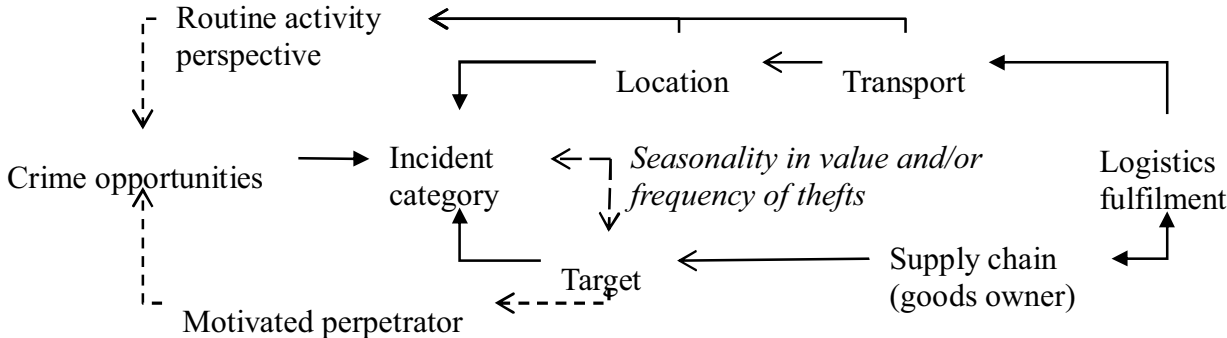 Routine activity
perspective
Location
Transport
Crime opportunities
Incident
category
Seasonality in value and/or
frequency of thefts
Logistics
fulfilment
Target
Supply chain
(goods owner)
Motivated perpetrator